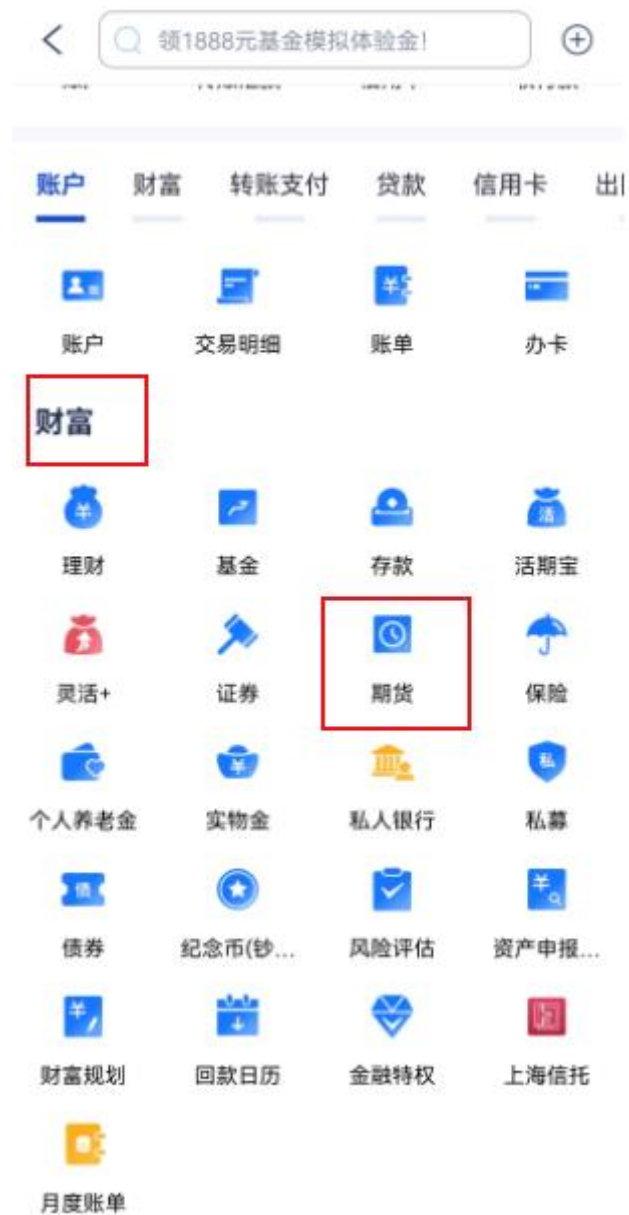 领1888元基金模拟体验金!
账户 财富 转账支付 贷款 信用卡
账户 交易明细 账单 办卡
财富
理财 基金 存款 活期宝
灵活+ 证券 期货 保险
个人养老金 实物金 私人银行 私募
债券 纪念币(钞... 风险评估 资产申报...
财富规划 回款日历 金融特权 上海信托
月度账单